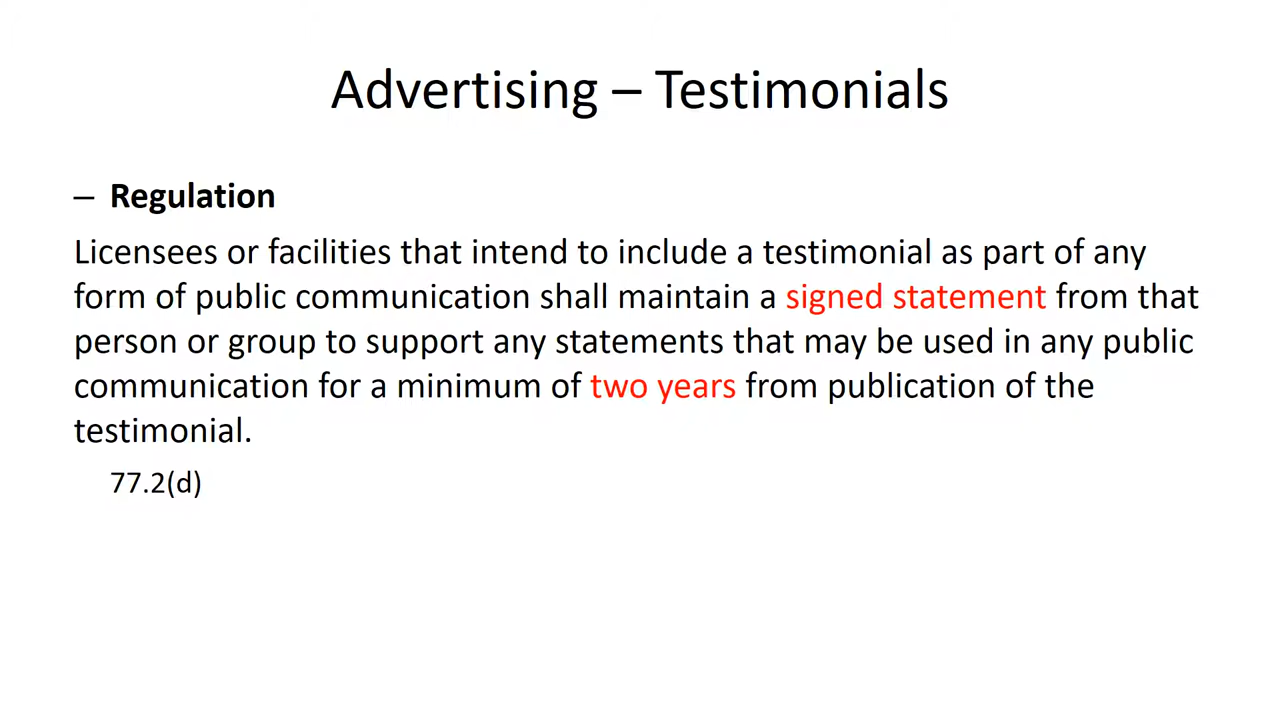 Advertising – Testimonials
– Regulation
Licensees or facilities that intend to include a testimonial as part of any
form of public communication shall maintain a signed statement from that
person or group to support any statements that may be used in any public
communication for a minimum of two years from publication of the
testimonial.
77.2(d)